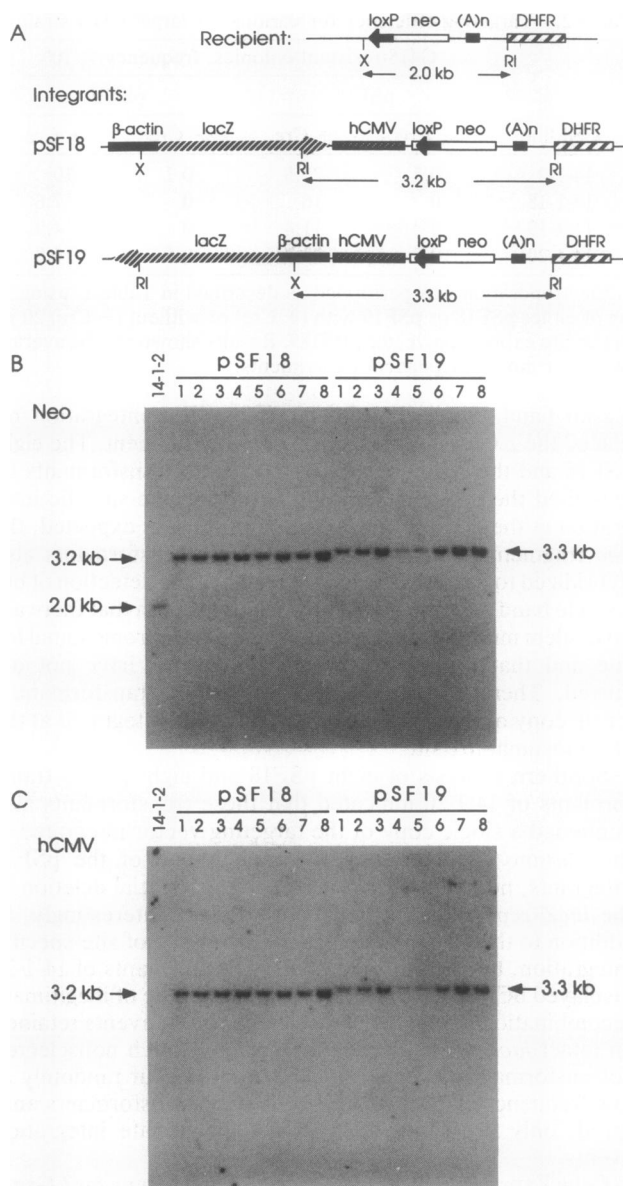 A
Recipient: loxP neo (A)n DHFR
X RI
2.0 kb
Integrants:
pSF18 β-actin lacZ hCMV loxP neo (A)n DHFR
X RI RI
3.2 kb
pSF19 lacZ β-actin hCMV loxP neo (A)n DHFR
RI X RI
3.3 kb
B
14-1-2 pSF18 pSF19
Neo 1 2 3 4 5 6 7 8 1 2 3 4 5 6 7 8
3.2 kb 3.3 kb
2.0 kb
C
14-1-2 pSF18 pSF19
hCMV 1 2 3 4 5 6 7 8 1 2 3 4 5 6 7 8
3.2 kb 3.3 kb